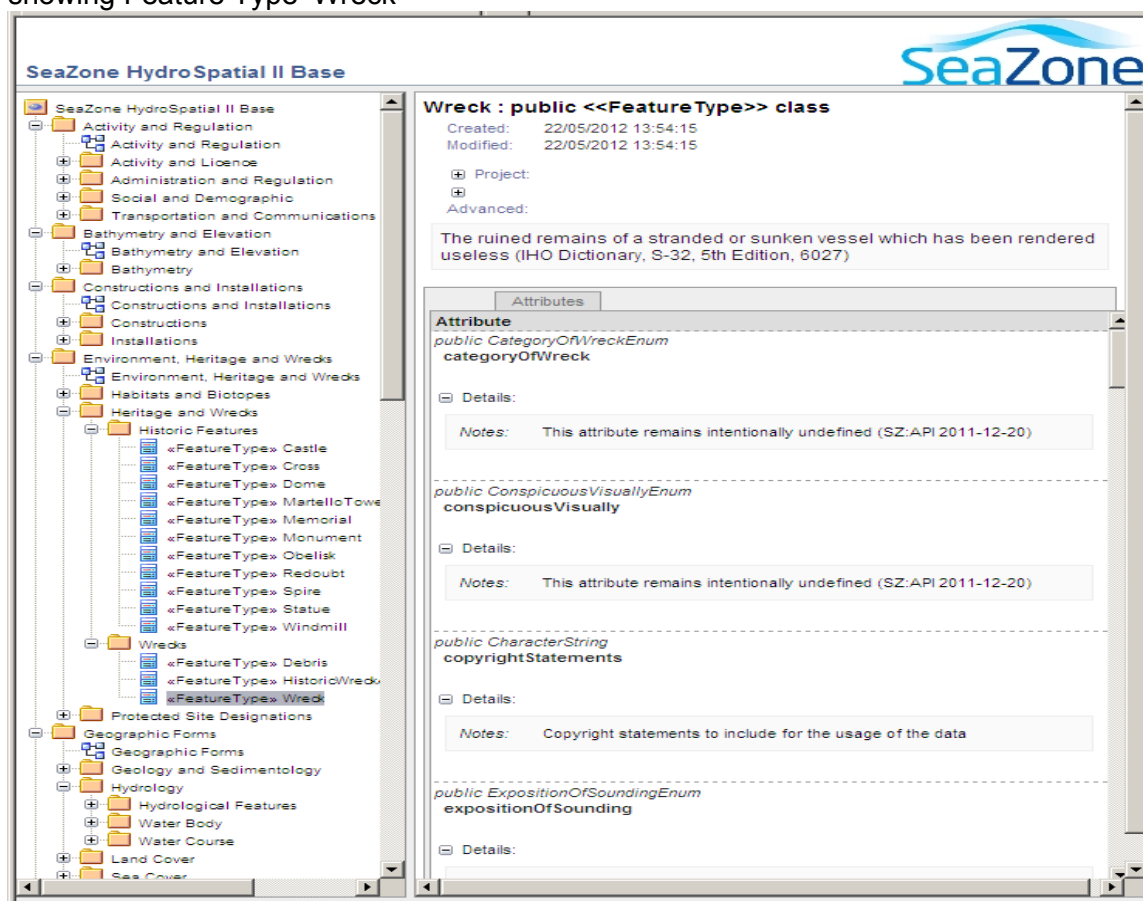 showing Feature Type 'Wreck'
SeaZone HydroSpatial II Base
SeaZone
SeaZone HydroSpatial II Base
Activity and Regulation
Activity and Regulation
Activity and Licence
Administration and Regulation
Social and Demographic
Transportation and Communications
Bathymetry and Elevation
Bathymetry and Elevation
Bathymetry
Constructions and Installations
Constructions and Installations
Constructions
Installations
Environment, Heritage and Wrecks
Environment, Heritage and Wrecks
Habitats and Biotopes
Heritage and Wrecks
Historic Features
«FeatureType» Castle
«FeatureType» Cross
«FeatureType» Dome
«FeatureType» MartelloTowe
«FeatureType» Memorial
«FeatureType» Monument
«FeatureType» Obelisk
«FeatureType» Redoubt
«FeatureType» Spire
«FeatureType» Statue
«FeatureType» Windmill
Wrecks
«FeatureType» Debris
«FeatureType» HistoricWreck
«FeatureType» Wreck
Protected Site Designations
Geographic Forms
Geographic Forms
Geology and Sedimentology
Hydrology
Hydrological Features
Water Body
Water Course
Land Cover
Sea Cover
Wreck : public <<FeatureType>> class
Created: 22/05/2012 13:54:15
Modified: 22/05/2012 13:54:15
Project:
Advanced:
The ruined remains of a stranded or sunken vessel which has been rendered
useless (IHO Dictionary, S-32, 5th Edition, 6027)
Attributes
Attribute
public CategoryOfWreckEnum
categoryOfWreck
Details:
Notes: This attribute remains intentionally undefined (SZ:API 2011-12-20)
public ConspicuousVisuallyEnum
conspicuousVisually
Details:
Notes: This attribute remains intentionally undefined (SZ:API 2011-12-20)
public CharacterString
copyrightStatements
Details:
Notes: Copyright statements to include for the usage of the data
public ExpositionOfSoundingEnum
expositionOfSounding
Details: